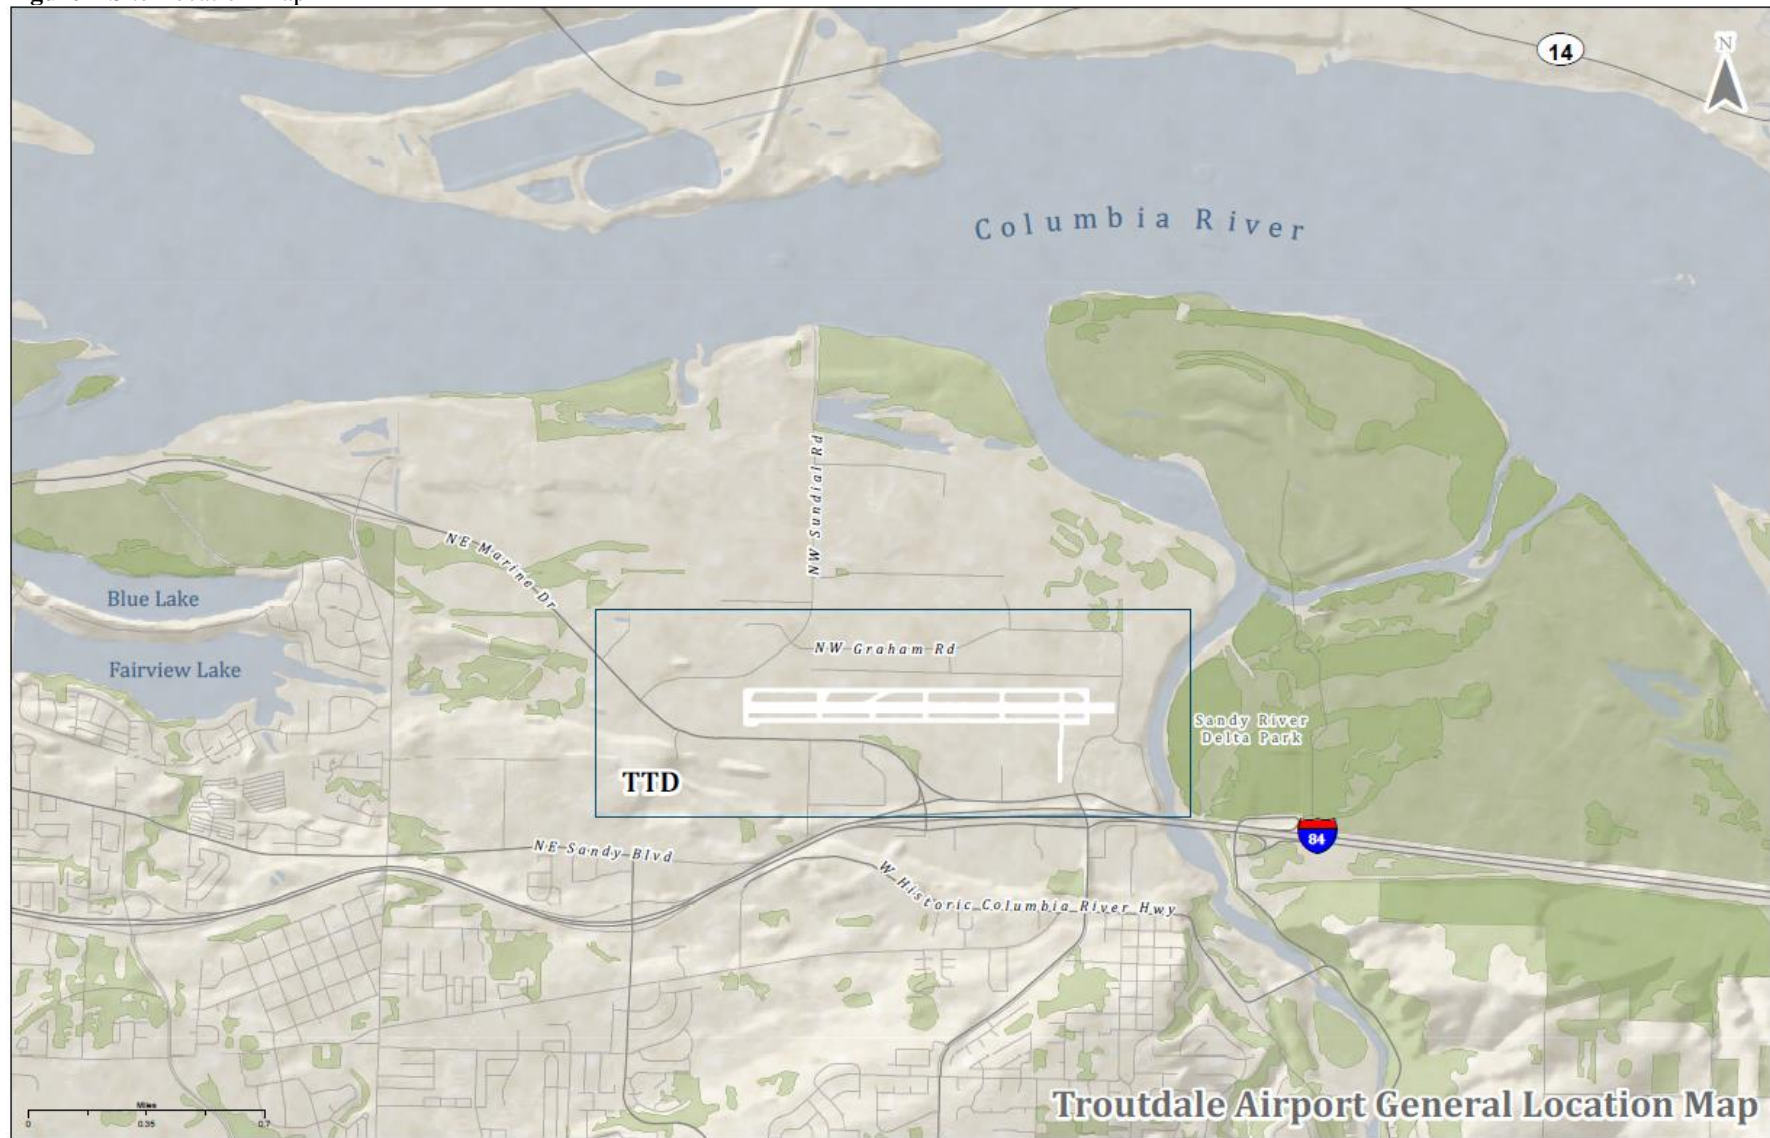 14
N
Columbia River
NW Sundial Rd
NE Marine Dr
Blue Lake
NW Graham Rd
Fairview Lake
Sandy River
Delta Park
TTD
84
NE Sandy Blvd
W Historic Columbia River Hwy
Troutdale Airport General Location Map
Miles
0 0.35 0.7